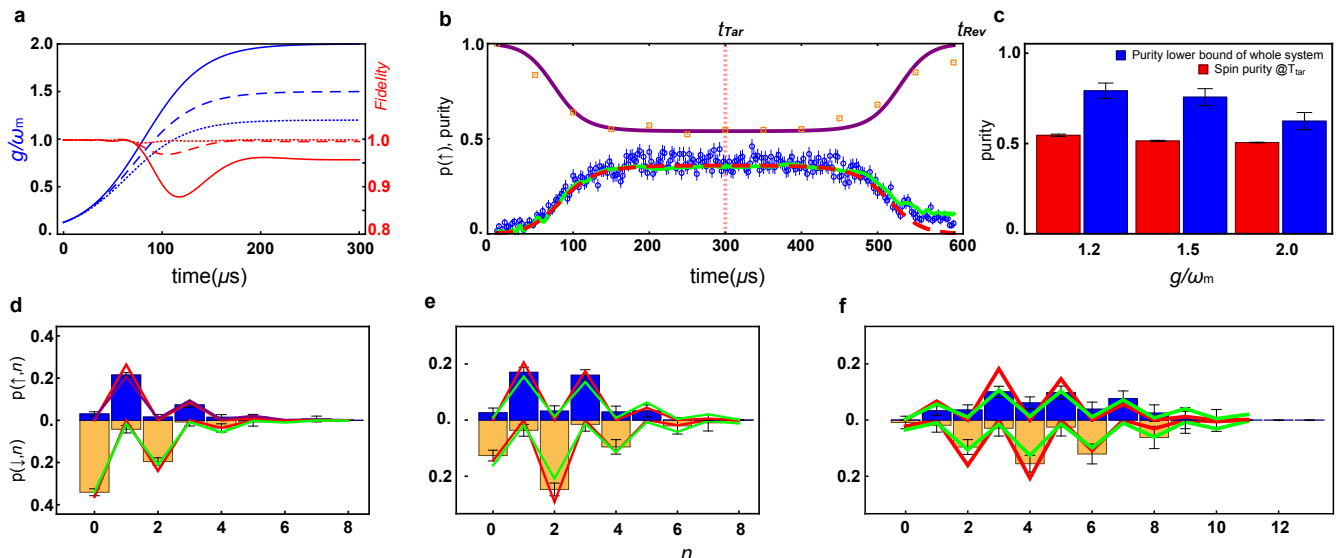 a
2.0
1.5
1.0
0.5
0.
g/ωm
Fidelity
1.0
0.9
0.8
0
100
200
300
time(μs)
b
tTar
tRev
1.0
0.5
0.
p(↑), purity
0
100
200
300
400
500
600
time(μs)
c
Purity lower bound of whole system
Spin purity @Ttar
1.0
0.5
0.
purity
1.2
1.5
2.0
g/ωm
d
0.4
0.2
0
0.2
0.4
p(↑,n)
p(↓,n)
0
2
4
6
8
e
0.2
0
0.2
0
2
4
6
8
n
f
0.2
0
0.2
0
2
4
6
8
10
12